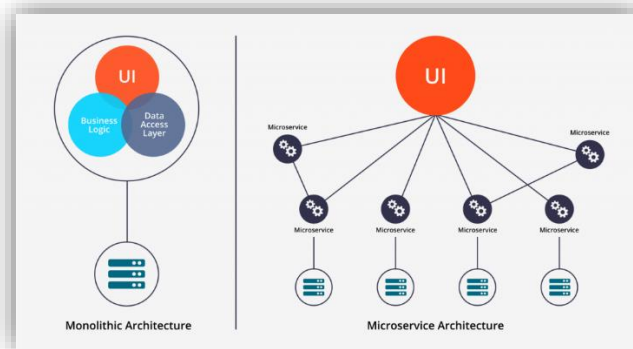 UI
Business
Logic
Data
Access
Layer
Monolithic Architecture
UI
Microservice
Microservice
Microservice
Microservice
Microservice
Microservice
Microservice Architecture